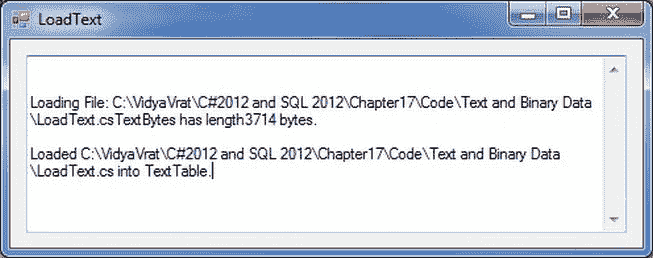 LoadText
Loading File: C:\VidyaVrat\C#2012 and SQL 2012\Chapter17\Code\Text and Binary Data
\LoadText.csTextBytes has length3714 bytes.
Loaded C:\VidyaVrat\C#2012 and SQL 2012\Chapter17\Code\Text and Binary Data
\LoadText.cs into TextTable.